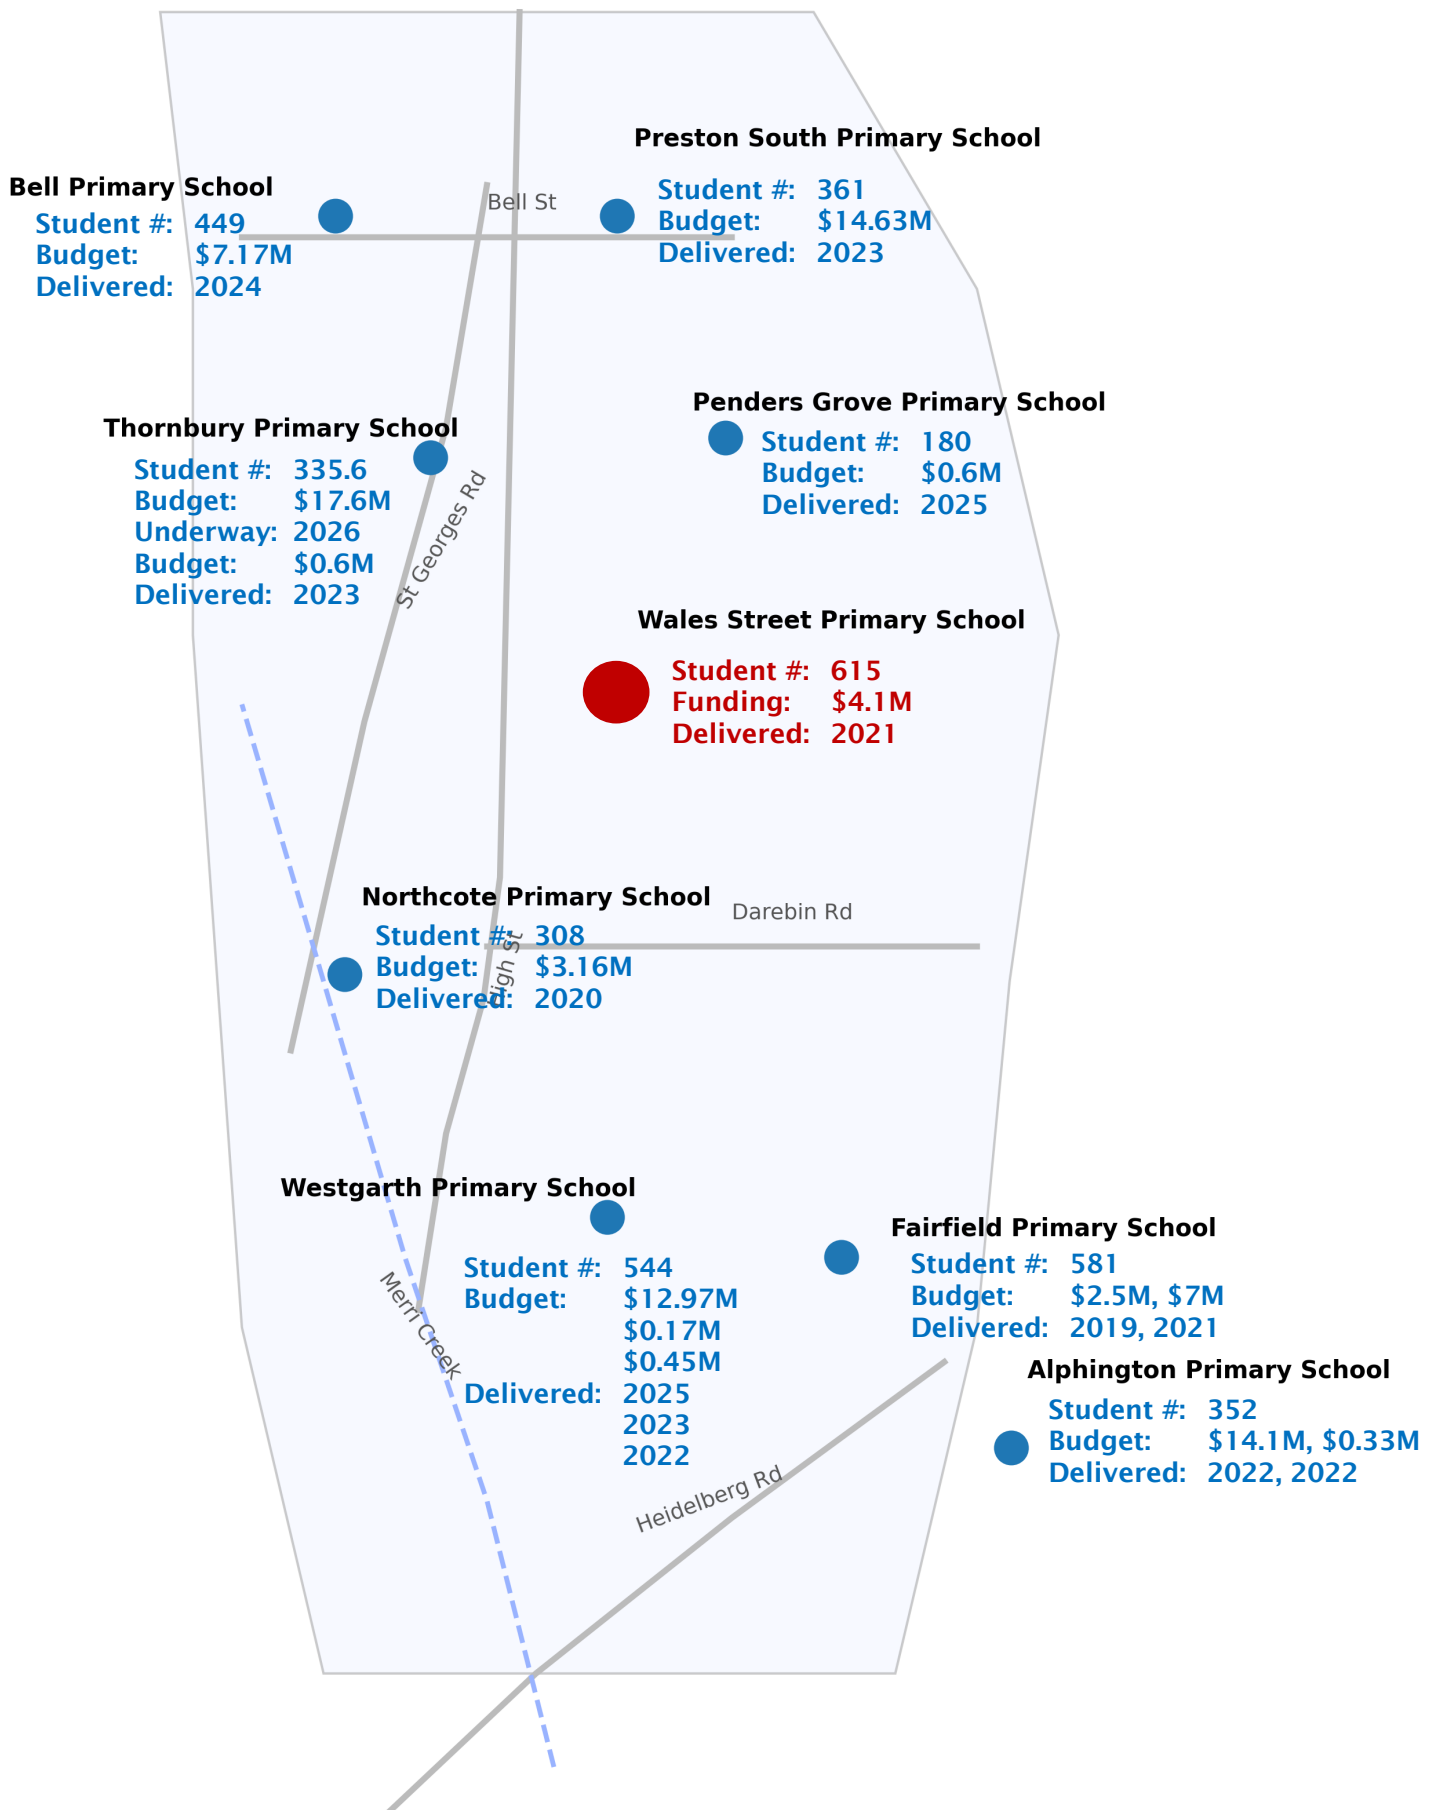 Preston South Primary School
Student #: 361
Budget: $14.63M
Delivered: 2023
Bell Primary School
Student #: 449
Budget: $7.17M
Delivered: 2024
Bell St
Penders Grove Primary School
Student #: 180
Budget: $0.6M
Delivered: 2025
Thornbury Primary School
Student #: 335.6
Budget: $17.6M
Underway: 2026
Budget: $0.6M
Delivered: 2023
St Georges Rd
Wales Street Primary School
Student #: 615
Funding: $4.1M
Delivered: 2021
Northcote Primary School
Student #: 308
Budget: $3.16M
Delivered: 2020
High St
Darebin Rd
Westgarth Primary School
Student #: 544
Budget: $12.97M
$0.17M
$0.45M
Delivered: 2025
2023
2022
Merri Creek
Fairfield Primary School
Student #: 581
Budget: $2.5M, $7M
Delivered: 2019, 2021
Alphington Primary School
Student #: 352
Budget: $14.1M, $0.33M
Delivered: 2022, 2022
Heidelberg Rd